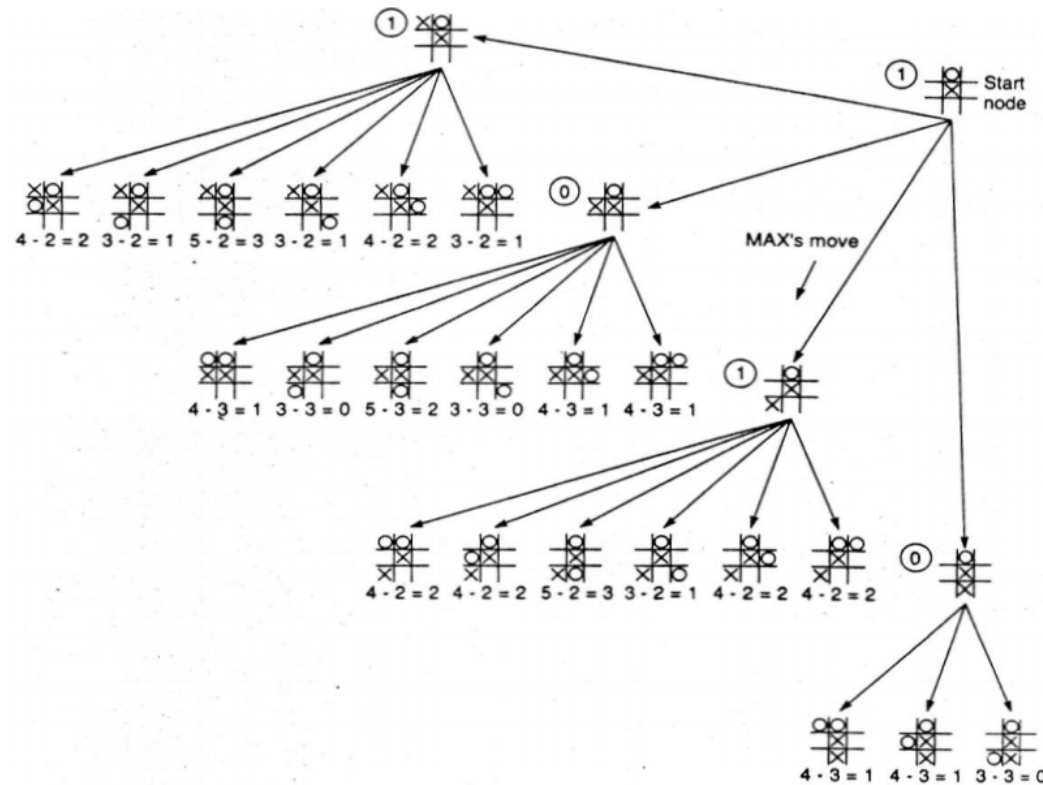 1
1 Start
node
0
4 - 2 = 2 3 - 2 = 1 5 - 2 = 3 3 - 2 = 1 4 - 2 = 2 3 - 2 = 1
MAX's move
1
4 - 3 = 1 3 - 3 = 0 5 - 3 = 2 3 - 3 = 0 4 - 3 = 1 4 - 3 = 1
0
4 - 2 = 2 4 - 2 = 2 5 - 2 = 3 3 - 2 = 1 4 - 2 = 2 4 - 2 = 2
4 - 3 = 1 4 - 3 = 1 3 - 3 = 0